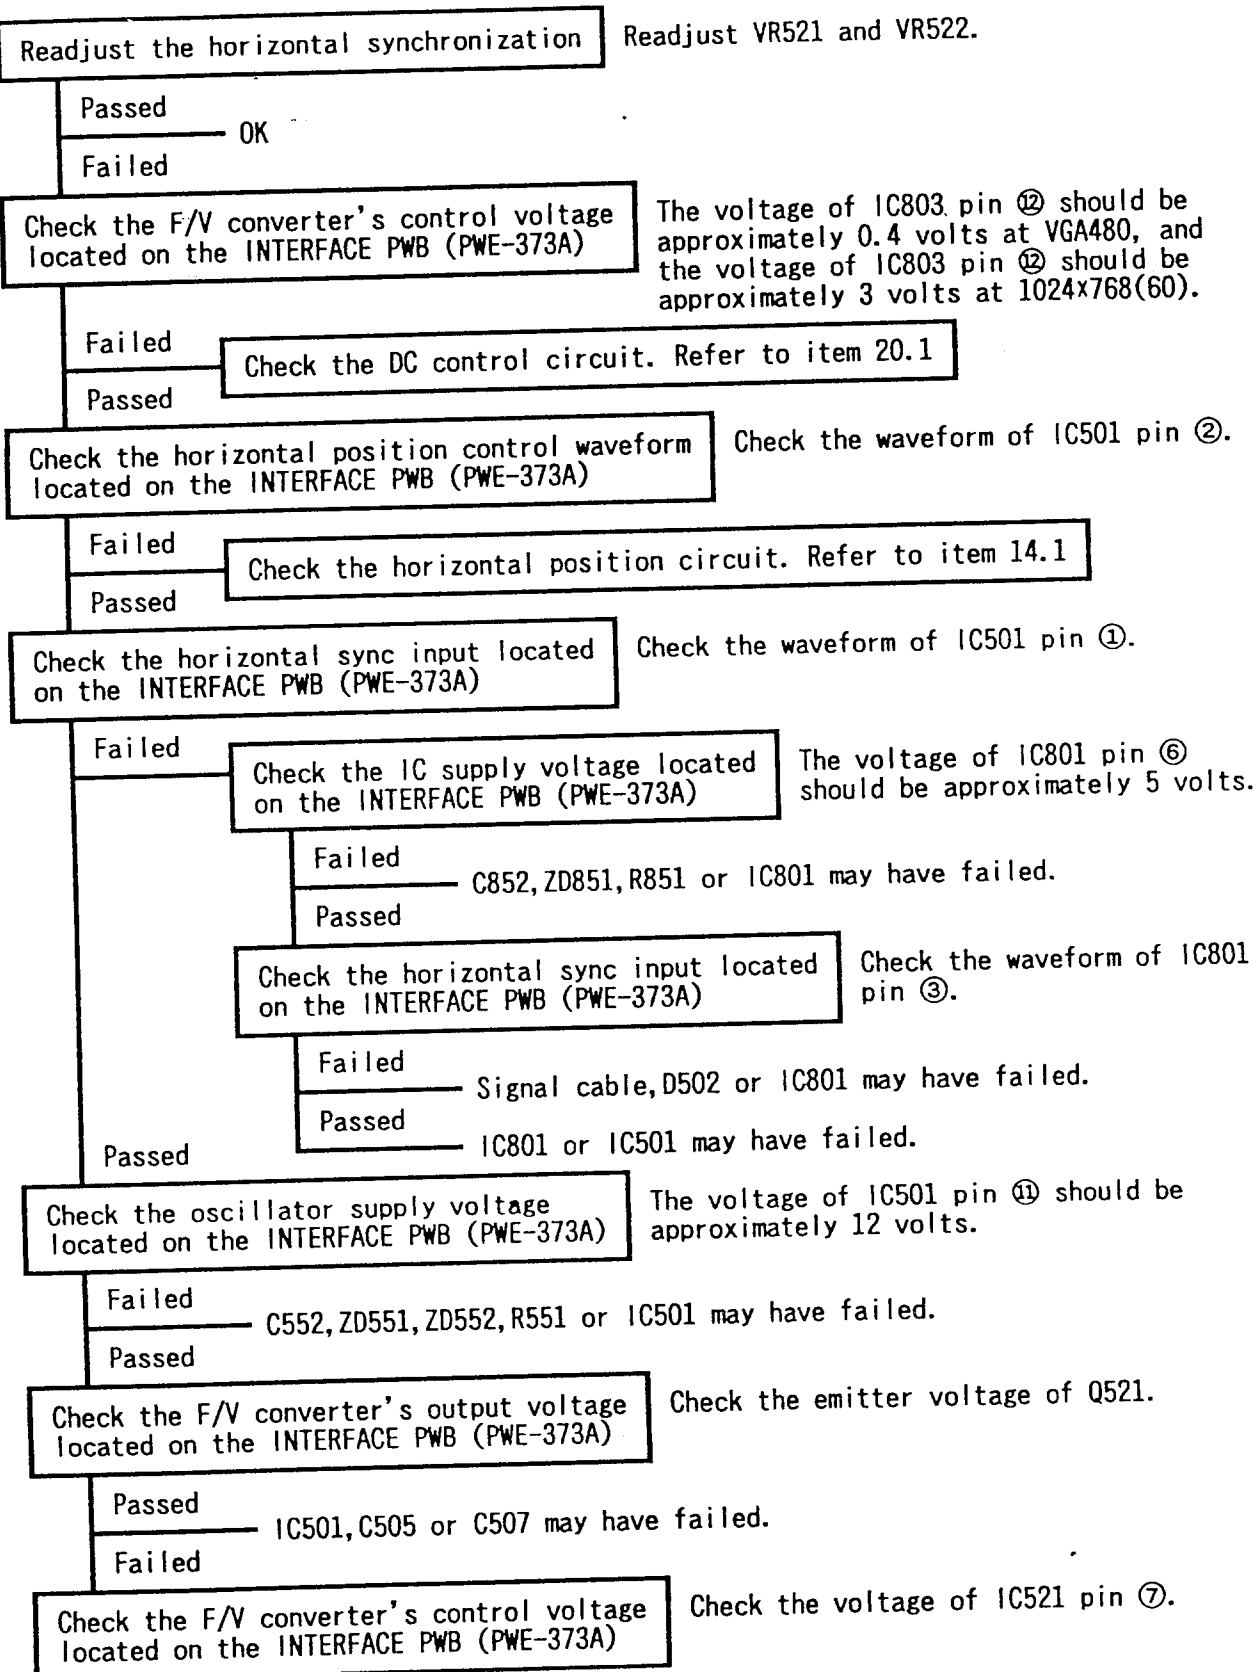 Readjust the horizontal synchronization
Readjust VR521 and VR522.
Passed
OK
Failed
Check the F/V converter's control voltage
located on the INTERFACE PWB (PWE-373A)
The voltage of IC803 pin ⑫ should be
approximately 0.4 volts at VGA480, and
the voltage of IC803 pin ⑫ should be
approximately 3 volts at 1024x768(60).
Failed
Check the DC control circuit. Refer to item 20.1
Passed
Check the horizontal position control waveform
located on the INTERFACE PWB (PWE-373A)
Check the waveform of IC501 pin ②.
Failed
Check the horizontal position circuit. Refer to item 14.1
Passed
Check the horizontal sync input located
on the INTERFACE PWB (PWE-373A)
Check the waveform of IC501 pin ①.
Failed
Check the IC supply voltage located
on the INTERFACE PWB (PWE-373A)
The voltage of IC801 pin ⑥
should be approximately 5 volts.
Failed
C852, ZD851, R851 or IC801 may have failed.
Passed
Check the horizontal sync input located
on the INTERFACE PWB (PWE-373A)
Check the waveform of IC801
pin ③.
Failed
Signal cable, D502 or IC801 may have failed.
Passed
IC801 or IC501 may have failed.
Passed
Check the oscillator supply voltage
located on the INTERFACE PWB (PWE-373A)
The voltage of IC501 pin ⑪ should be
approximately 12 volts.
Failed
C552, ZD551, ZD552, R551 or IC501 may have failed.
Passed
Check the F/V converter's output voltage
located on the INTERFACE PWB (PWE-373A)
Check the emitter voltage of Q521.
Passed
IC501, C505 or C507 may have failed.
Failed
Check the F/V converter's control voltage
located on the INTERFACE PWB (PWE-373A)
Check the voltage of IC521 pin ⑦.